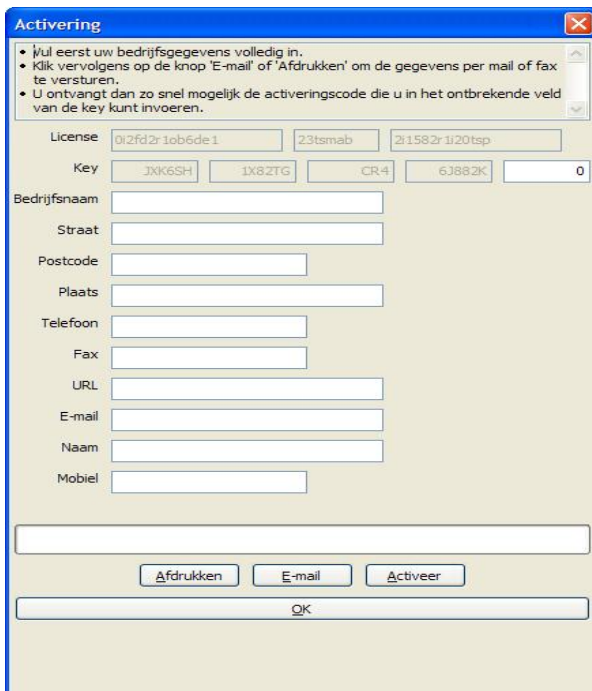 Activering
• Vul eerst uw bedrijfsgegevens volledig in.
• Klik vervolgens op de knop 'E-mail' of 'Afdrukken' om de gegevens per mail of fax
te versturen.
• U ontvangt dan zo snel mogelijk de activeringscode die u in het ontbrekende veld
van de key kunt invoeren.
License 0i2fd2r1ob6de1 23tsmab 2i1582r1i20tsp
Key JXK6SH 1X82TG CR4 6J882K 0
Bedrijfsnaam
Straat
Postcode
Plaats
Telefoon
Fax
URL
E-mail
Naam
Mobiel
Afdrukken E-mail Activeer
OK